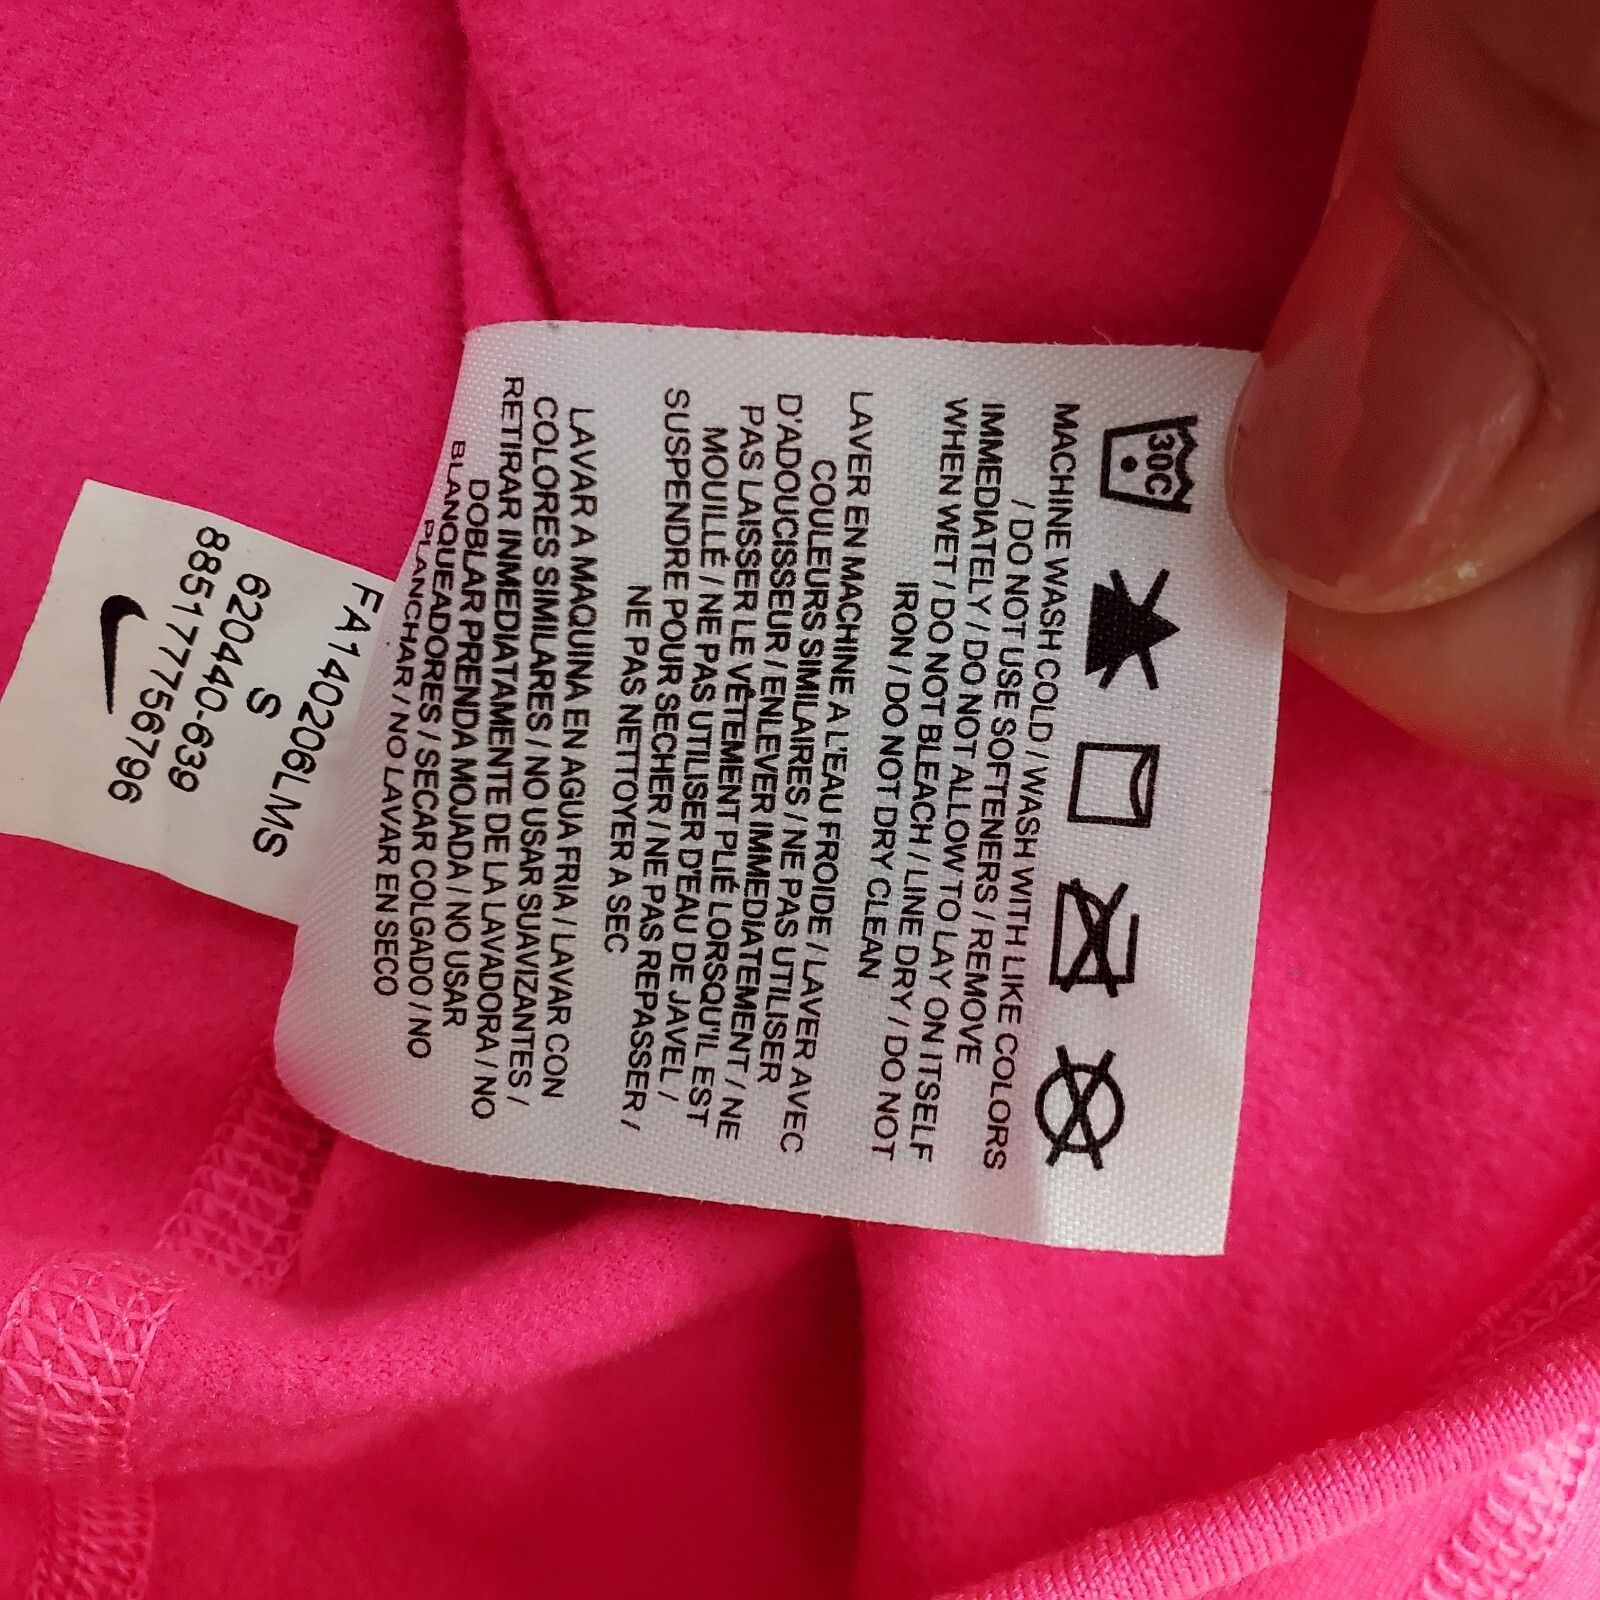 30C
MACHINE WASH COLD / WASH WITH LIKE COLORS
/ DO NOT USE SOFTENERS / REMOVE
IMMEDIATELY / DO NOT ALLOW TO LAY ON ITSELF
WHEN WET / DO NOT BLEACH / LINE DRY / DO NOT
IRON / DO NOT DRY CLEAN
LAVER EN MACHINE A L'EAU FROIDE / LAVER AVEC
COULEURS SIMILAIRES / NE PAS UTILISER
D'ADOUCISSEUR / ENLEVER IMMEDIATEMENT / NE
PAS LAISSER LE VÊTEMENT PLIÉ LORSQU'IL EST
MOUILLÉ / NE PAS UTILISER D'EAU DE JAVEL /
SUSPENDRE POUR SECHER / NE PAS REPASSER /
NE PAS NETTOYER A SEC
LAVAR A MAQUINA EN AGUA FRIA / LAVAR CON
COLORES SIMILARES / NO USAR SUAVIZANTES /
RETIRAR INMEDIATAMENTE DE LA LAVADORA / NO
DOBLAR PRENDA MOJADA / NO USAR
BLANQUEADORES / SECAR COLGADO / NO
PLANCHAR / NO LAVAR EN SECO
FA140206LMS
S
620440-639
885177756796